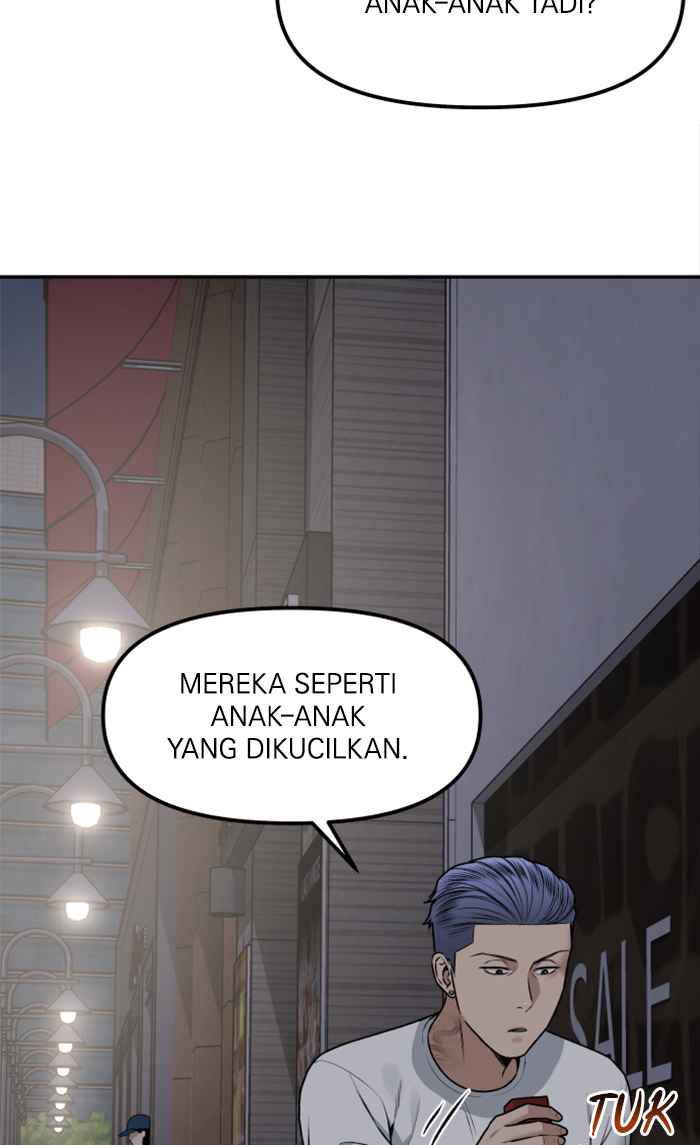 ANAK-ANAK TADI?
MEREKA SEPERTI
ANAK-ANAK
YANG DIKUCILKAN.
SALE
TUK